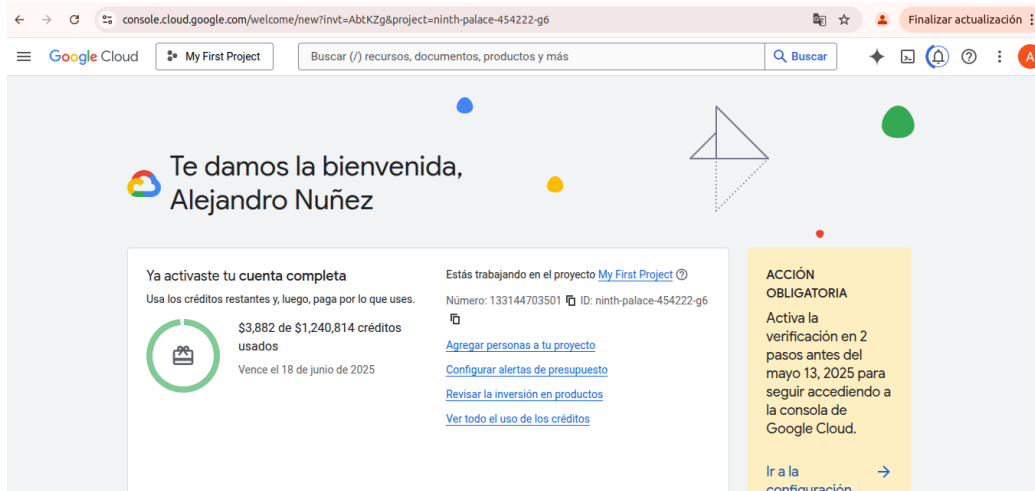 console.cloud.google.com/welcome/new?invt=AbtKZg&project=ninth-palace-454222-g6
Finalizar actualización
Google Cloud
My First Project
Buscar (/) recursos, documentos, productos y más
Buscar
A
Te damos la bienvenida,
Alejandro Nuñez
Ya activaste tu cuenta completa
Usa los créditos restantes y, luego, paga por lo que uses.
$3,882 de $1,240,814 créditos
usados
Vence el 18 de junio de 2025
Estás trabajando en el proyecto My First Project
Número: 133144703501 ID: ninth-palace-454222-g6
Agregar personas a tu proyecto
Configurar alertas de presupuesto
Revisar la inversión en productos
Ver todo el uso de los créditos
ACCIÓN
OBLIGATORIA
Activa la
verificación en 2
pasos antes del
mayo 13, 2025 para
seguir accediendo a
la consola de
Google Cloud.
Ir a la
configuración